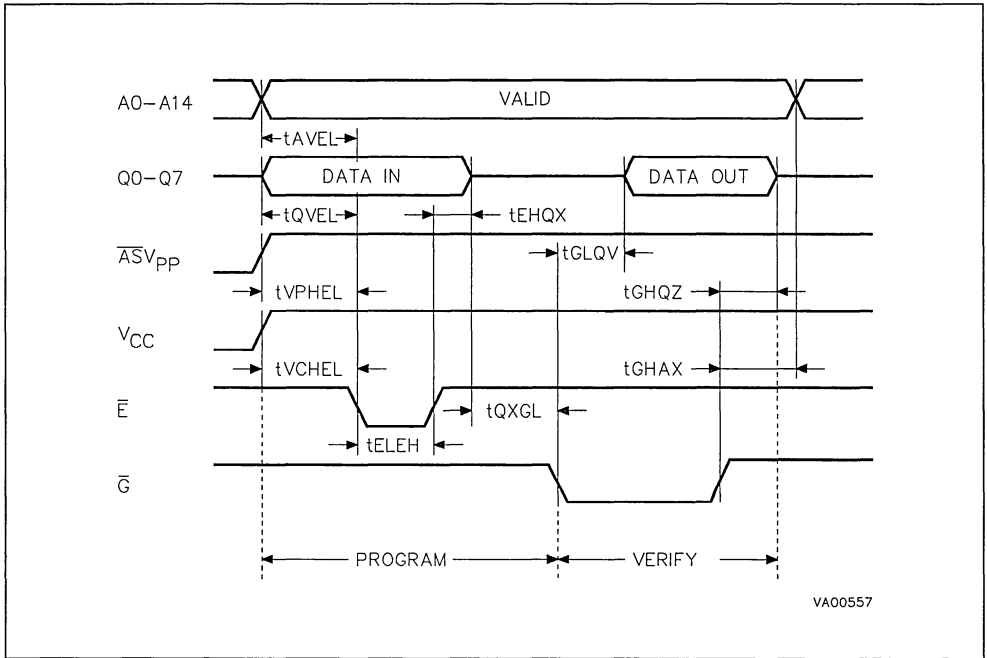 A0–A14 VALID
tAVEL
Q0–Q7 DATA IN DATA OUT
tQVEL tEHQX
A̅S̅VPP tGLQV
tVPHEL tGHQZ
VCC
tVCHEL tGHAX
E̅ tQXGL
tELEH
G̅
PROGRAM VERIFY
VA00557